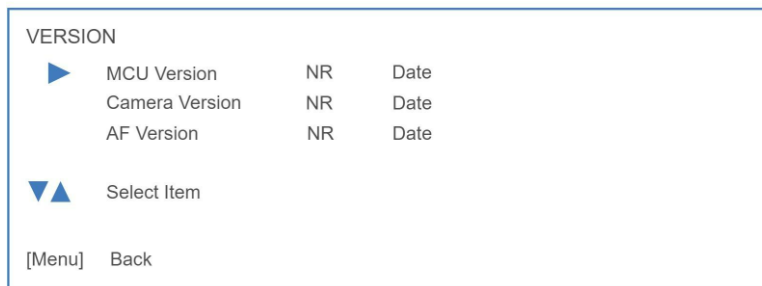 VERSION
MCU Version NR Date
Camera Version NR Date
AF Version NR Date
Select Item
[Menu] Back